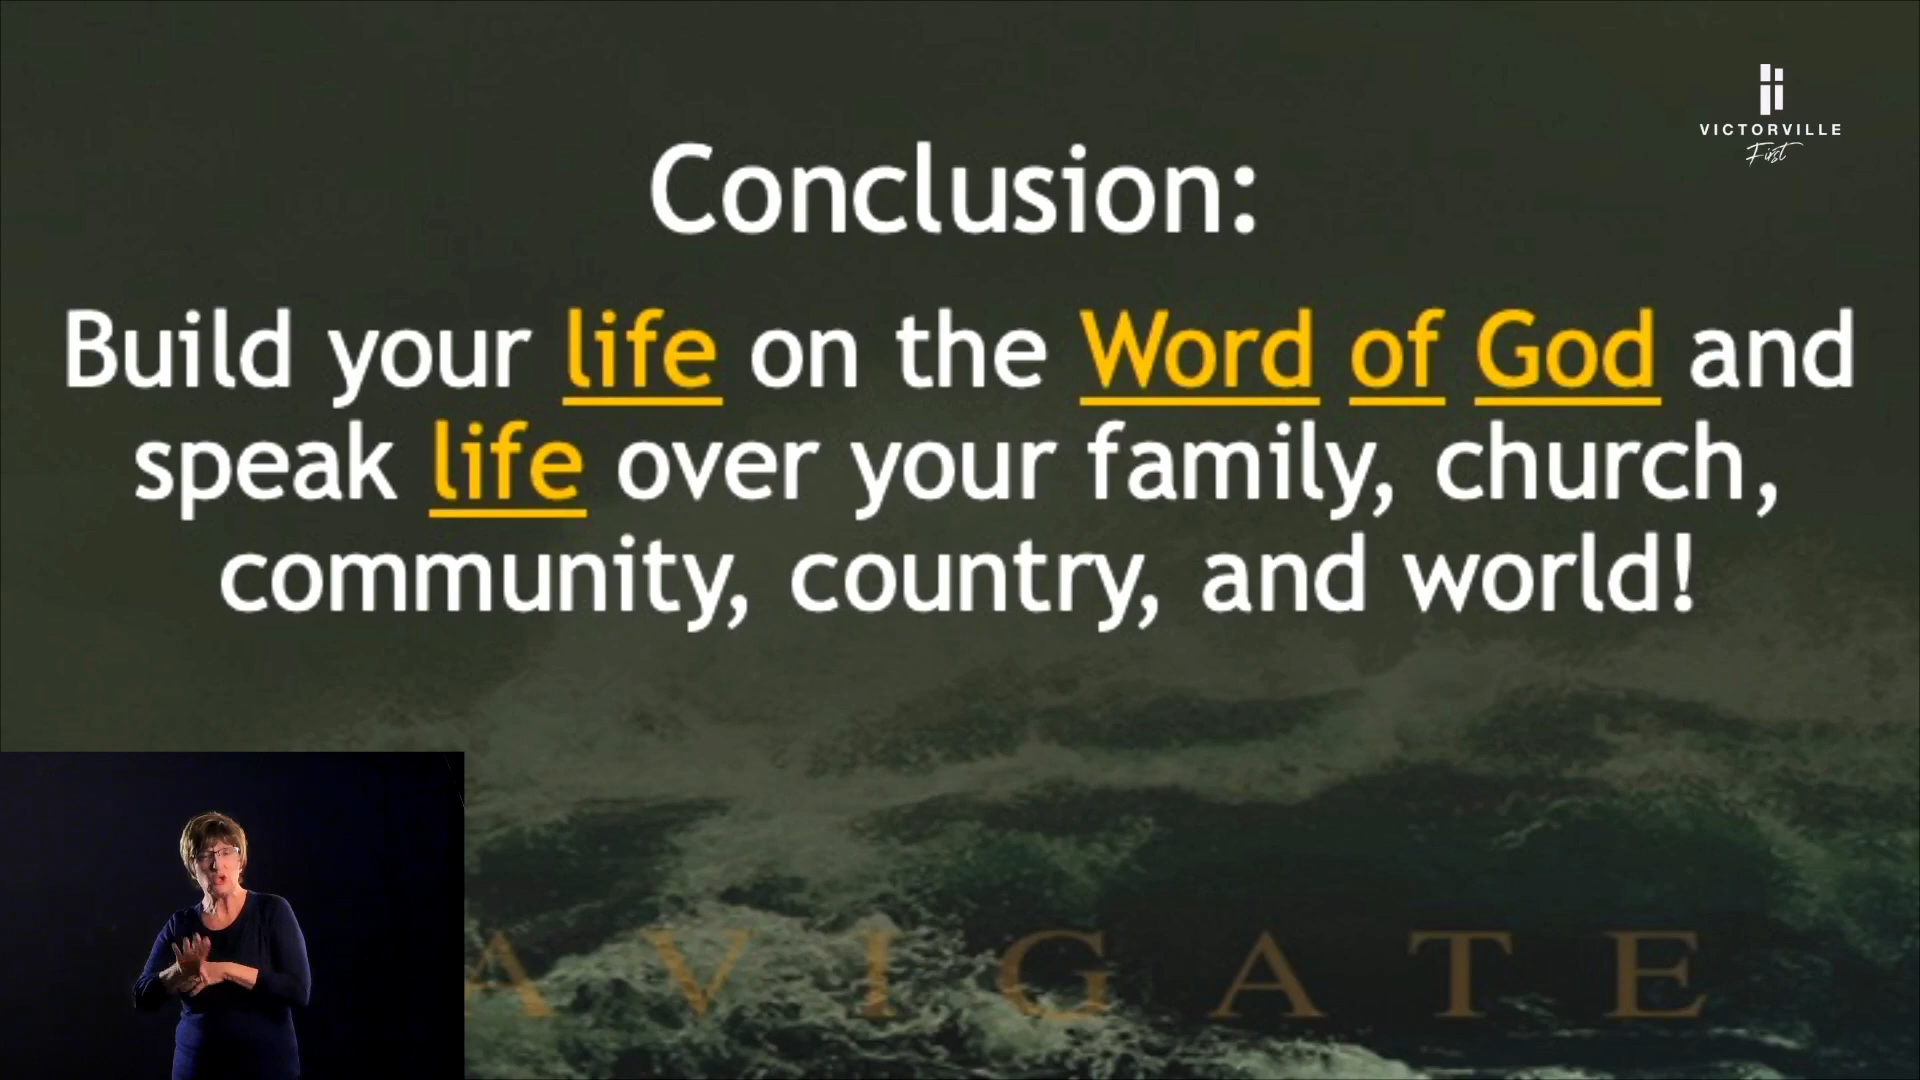 VICTORVILLE
First
Conclusion:
Build your life on the Word of God and
speak life over your family, church,
community, country, and world!
AVIGATE